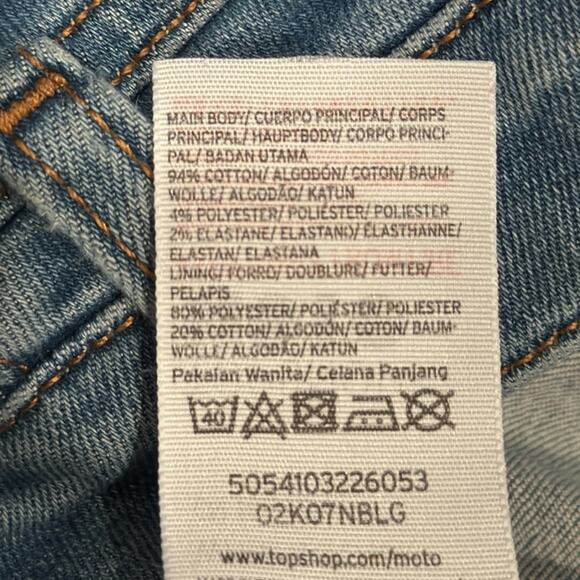 MAIN BODY/ CUERPO PRINCIPAL/ CORPS
PRINCIPAL/ HAUPTBODY/ CORPO PRINCI-
PAL/ BADAN UTAMA
94% COTTON/ ALGODÓN/ COTON/ BAUM-
WOLLE/ ALGODÃO/ KATUN
4% POLYESTER/ POLIÉSTER/ POLIESTER
2% ELASTANE/ ELASTANO/ ÉLASTHANNE/
ELASTAN/ ELASTANA
LINING/ FORRO/ DOUBLURE/ FUTTER/
PELAPIS
80% POLYESTER/ POLIÉSTER/ POLIESTER
20% COTTON/ ALGODÓN/ COTON/ BAUM-
WOLLE/ ALGODÃO/ KATUN
Pakaian Wanita/ Celana Panjang
40
5054103226053
02K07NBLG
www.topshop.com/moto